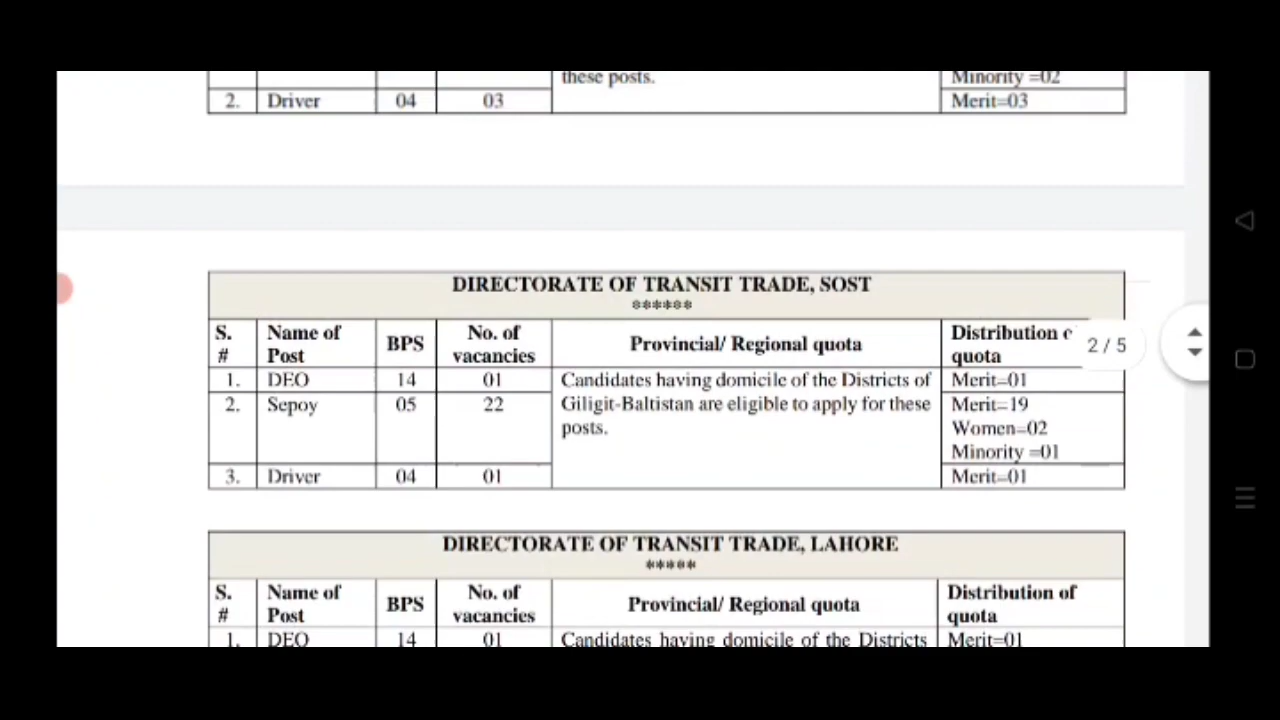 these posts.
Minority =02
2. Driver 04 03 Merit=03
DIRECTORATE OF TRANSIT TRADE, SOST
******
S. # Name of Post BPS No. of vacancies Provincial/ Regional quota Distribution quota
2 / 5
1. DEO 14 01 Candidates having domicile of the Districts of Merit=01
2. Sepoy 05 22 Giligit-Baltistan are eligible to apply for these Merit=19
posts. Women=02
Minority =01
3. Driver 04 01 Merit=01
DIRECTORATE OF TRANSIT TRADE, LAHORE
*****
S. # Name of Post BPS No. of vacancies Provincial/ Regional quota Distribution of quota
1. DEO 14 01 Candidates having domicile of the Districts Merit=01